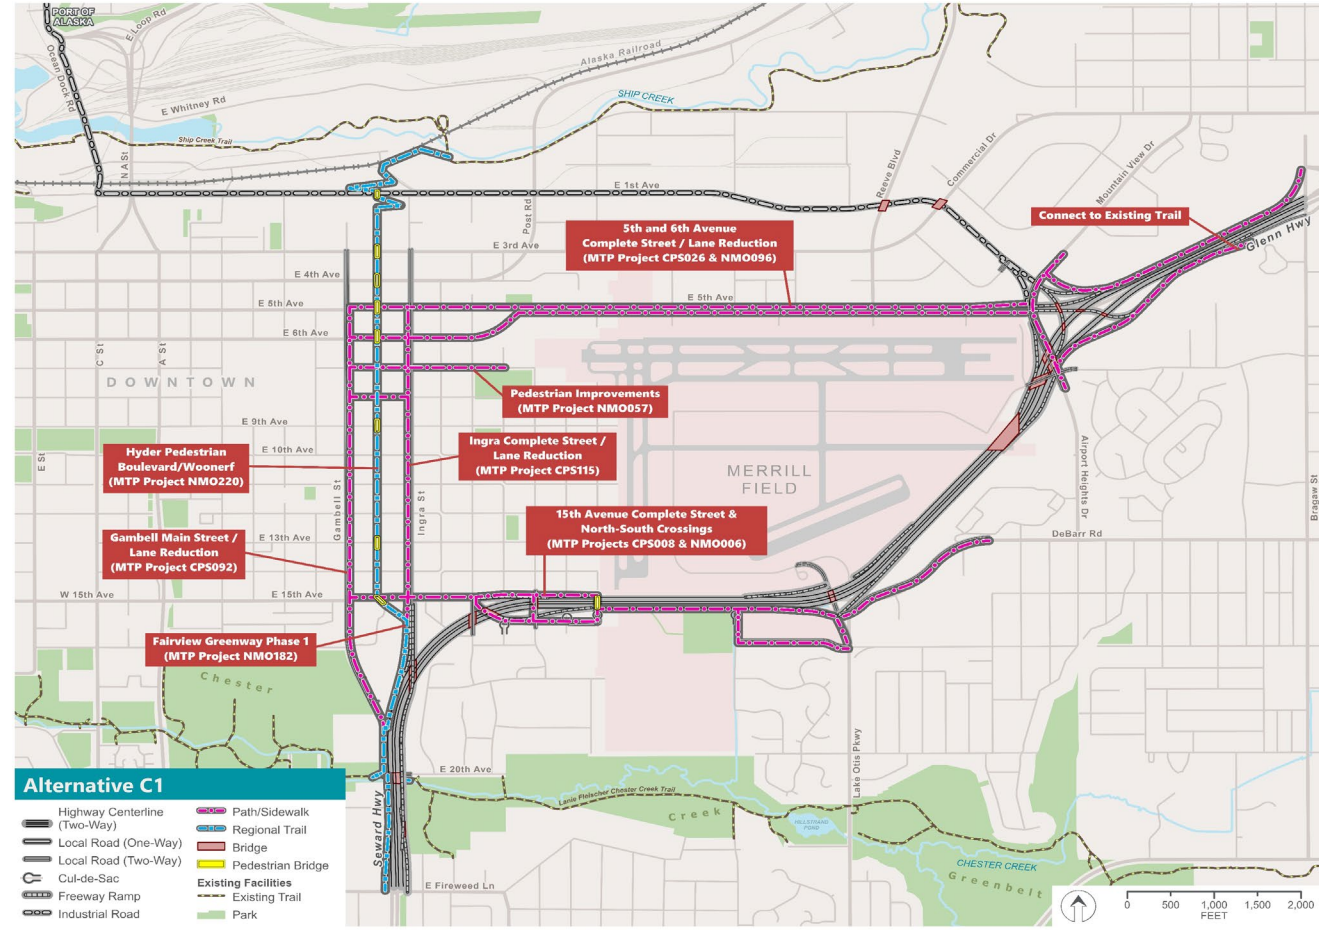 PORT OF
ALASKA
E Loop Rd
Ocean Dock Rd
E Whitney Rd
Alaska Railroad
SHIP CREEK
Ship Creek Trail
N A St
E 1st Ave
Reeve Blvd
Commercial Dr
Mountain View Dr
Post Rd
Connect to Existing Trail
Glenn Hwy
5th and 6th Avenue
Complete Street / Lane Reduction
(MTP Project CPS026 & NMO096)
E 3rd Ave
E 4th Ave
E 5th Ave
E 5th Ave
E 6th Ave
C St
A St
DOWNTOWN
Pedestrian Improvements
(MTP Project NMO057)
E 9th Ave
Hyder Pedestrian
Boulevard/Woonerf
(MTP Project NMO220)
E 10th Ave
Ingra Complete Street /
Lane Reduction
(MTP Project CPS115)
E St
Gambell St
Ingra St
MERRILL
FIELD
Airport Heights Dr
Bragaw St
15th Avenue Complete Street &
North-South Crossings
(MTP Projects CPS008 & NMO006)
Gambell Main Street /
Lane Reduction
(MTP Project CPS092)
E 13th Ave
DeBarr Rd
W 15th Ave
E 15th Ave
Fairview Greenway Phase 1
(MTP Project NMO182)
Chester
Lake Otis Pkwy
E 20th Ave
Lanie Fleischer Chester Creek Trail
Creek
HILLSTRAND
POND
CHESTER CREEK
Greenbelt
Seward Hwy
E Fireweed Ln
Alternative C1
Highway Centerline
(Two-Way)
Local Road (One-Way)
Local Road (Two-Way)
Cul-de-Sac
Freeway Ramp
Industrial Road
Path/Sidewalk
Regional Trail
Bridge
Pedestrian Bridge
Existing Facilities
Existing Trail
Park
0 500 1,000 1,500 2,000
FEET